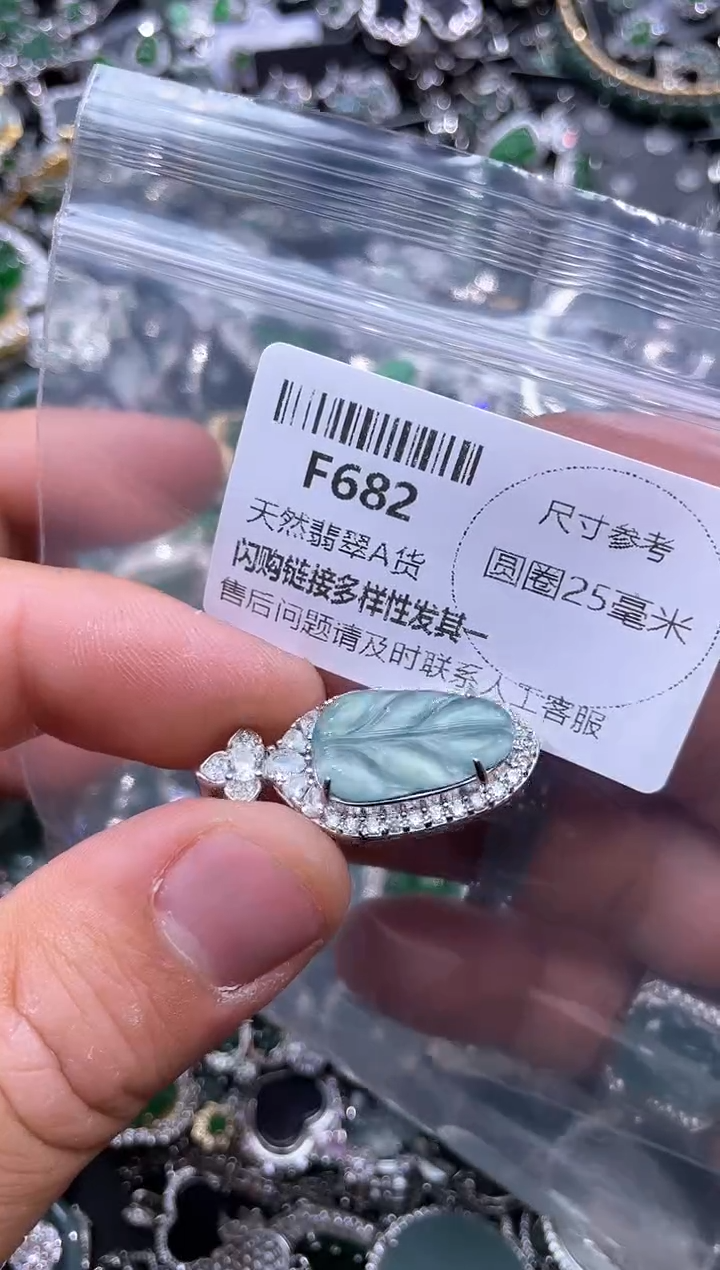 F682
天然翡翠A货
闪购链接多样性发其一
售后问题请及时联系人工客服
尺寸参考
圆圈25毫米